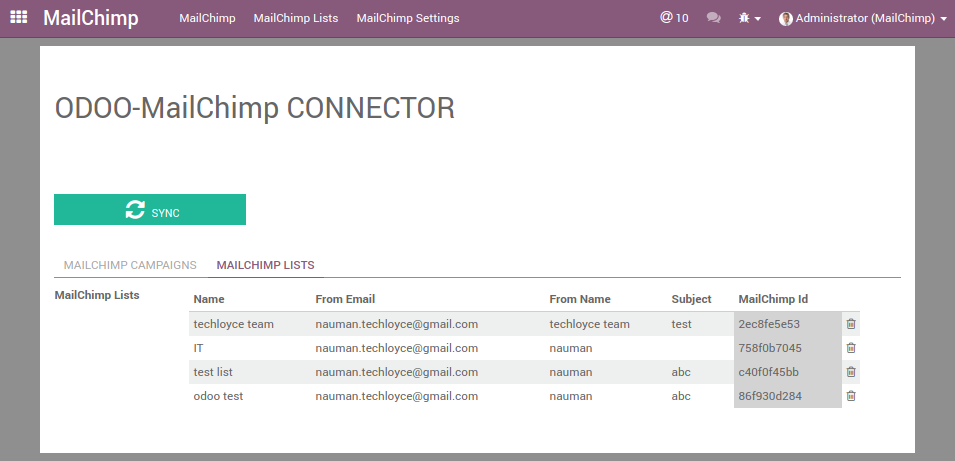 MailChimp MailChimp MailChimp Lists MailChimp Settings @ 10 Administrator (MailChimp)
ODOO-MailChimp CONNECTOR
SYNC
MAILCHIMP CAMPAIGNS MAILCHIMP LISTS
MailChimp Lists Name From Email From Name Subject MailChimp Id
techloyce team nauman.techloyce@gmail.com techloyce team test 2ec8fe5e53
IT nauman.techloyce@gmail.com nauman 758f0b7045
test list nauman.techloyce@gmail.com nauman abc c40f0f45bb
odoo test nauman.techloyce@gmail.com nauman abc 86f930d284